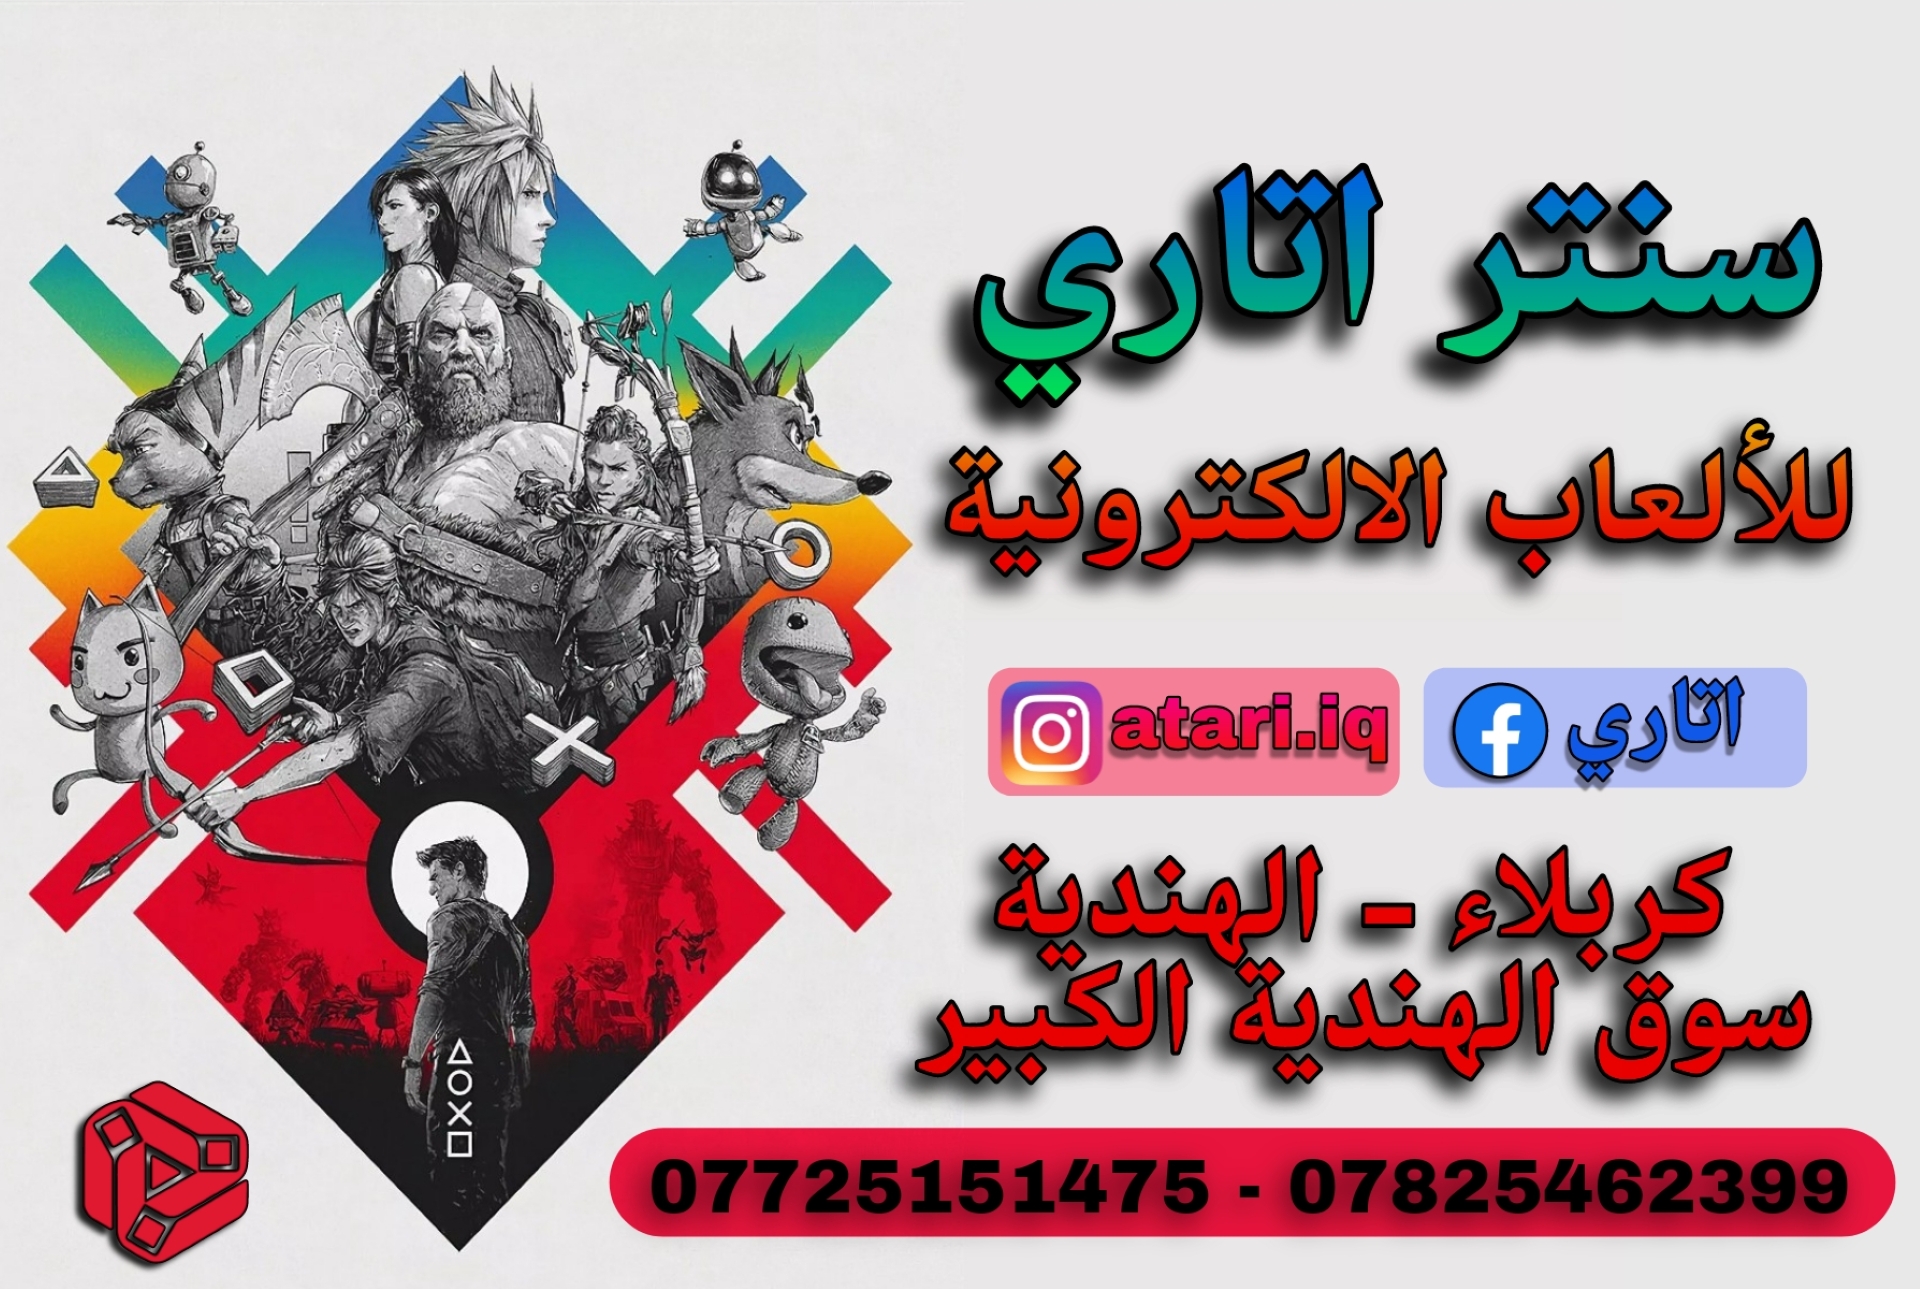 سنتر اتاري
للألعاب الالكترونية
atari.iq
اتاري
كربلاء - الهندية
سوق الهندية الكبير
07725151475 - 07825462399